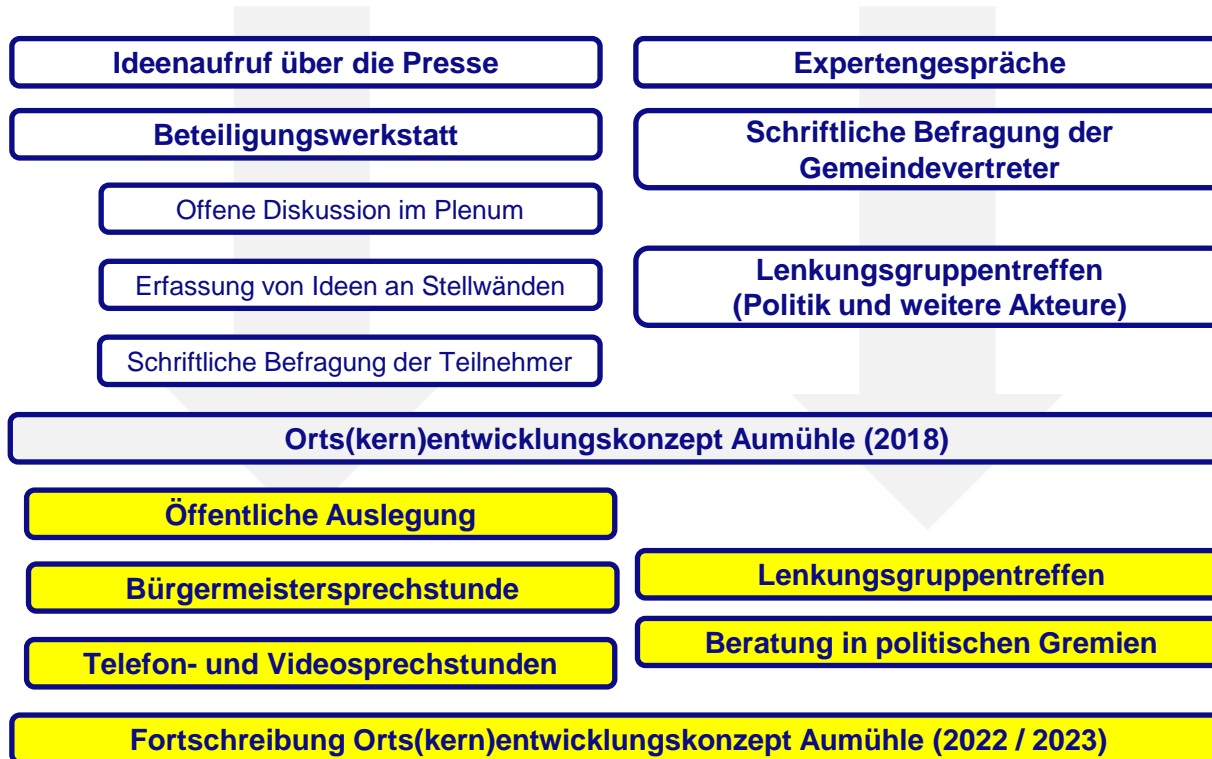 Ideenaufruf über die Presse
Expertengespräche
Beteiligungswerkstatt
Schriftliche Befragung der
Gemeindevertreter
Offene Diskussion im Plenum
Erfassung von Ideen an Stellwänden
Lenkungsgruppentreffen
(Politik und weitere Akteure)
Schriftliche Befragung der Teilnehmer
Orts(kern)entwicklungskonzept Aumühle (2018)
Öffentliche Auslegung
Bürgermeistersprechstunde
Lenkungsgruppentreffen
Telefon- und Videosprechstunden
Beratung in politischen Gremien
Fortschreibung Orts(kern)entwicklungskonzept Aumühle (2022 / 2023)